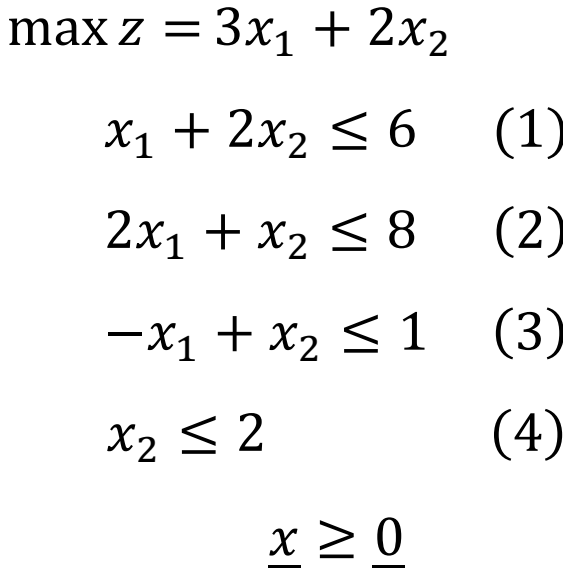 max z = 3x₁ + 2x₂
x₁ + 2x₂ ≤ 6 (1)
2x₁ + x₂ ≤ 8 (2)
−x₁ + x₂ ≤ 1 (3)
x₂ ≤ 2 (4)
x̲ ≥ 0̲